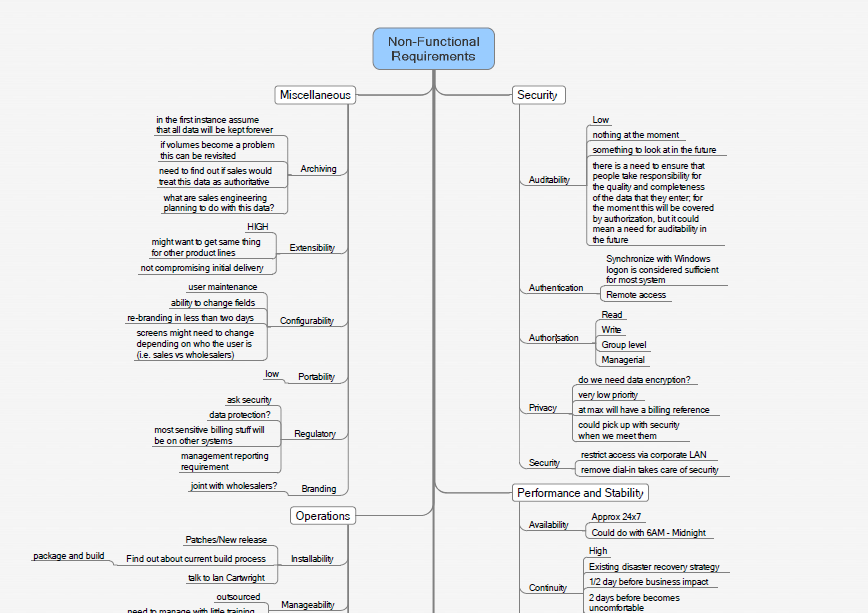 Non-Functional
Requirements
Miscellaneous
in the first instance assume
that all data will be kept forever
if volumes become a problem
this can be revisited
need to find out if sales would
treat this data as authoritative
what are sales engineering
planning to do with this data?
Archiving
HIGH
might want to get same thing
for other product lines
not compromising initial delivery
Extensibility
user maintenance
ability to change fields
re-branding in less than two days
screens might need to change
depending on who the user is
(i.e. sales vs wholesalers)
Configurability
low
Portability
ask security
data protection?
most sensitive billing stuff will
be on other systems
management reporting
requirement
Regulatory
joint with wholesalers?
Branding
Operations
Patches/New release
package and build
Find out about current build process
talk to Ian Cartwright
Installability
outsourced
need to manage with little training
Manageability
Security
Low
nothing at the moment
something to look at in the future
there is a need to ensure that
people take responsibility for
the quality and completeness
of the data that they enter; for
the moment this will be covered
by authorization, but it could
mean a need for auditability in
the future
Auditability
Synchronize with Windows
logon is considered sufficient
for most system
Remote access
Authentication
Read
Write
Group level
Managerial
Authorisation
do we need data encryption?
very low priority
at max will have a billing reference
could pick up with security
when we meet them
Privacy
restrict access via corporate LAN
remove dial-in takes care of security
Security
Performance and Stability
Approx 24x7
Could do with 6AM - Midnight
Availability
High
Existing disaster recovery strategy
1/2 day before business impact
2 days before becomes
uncomfortable
Continuity